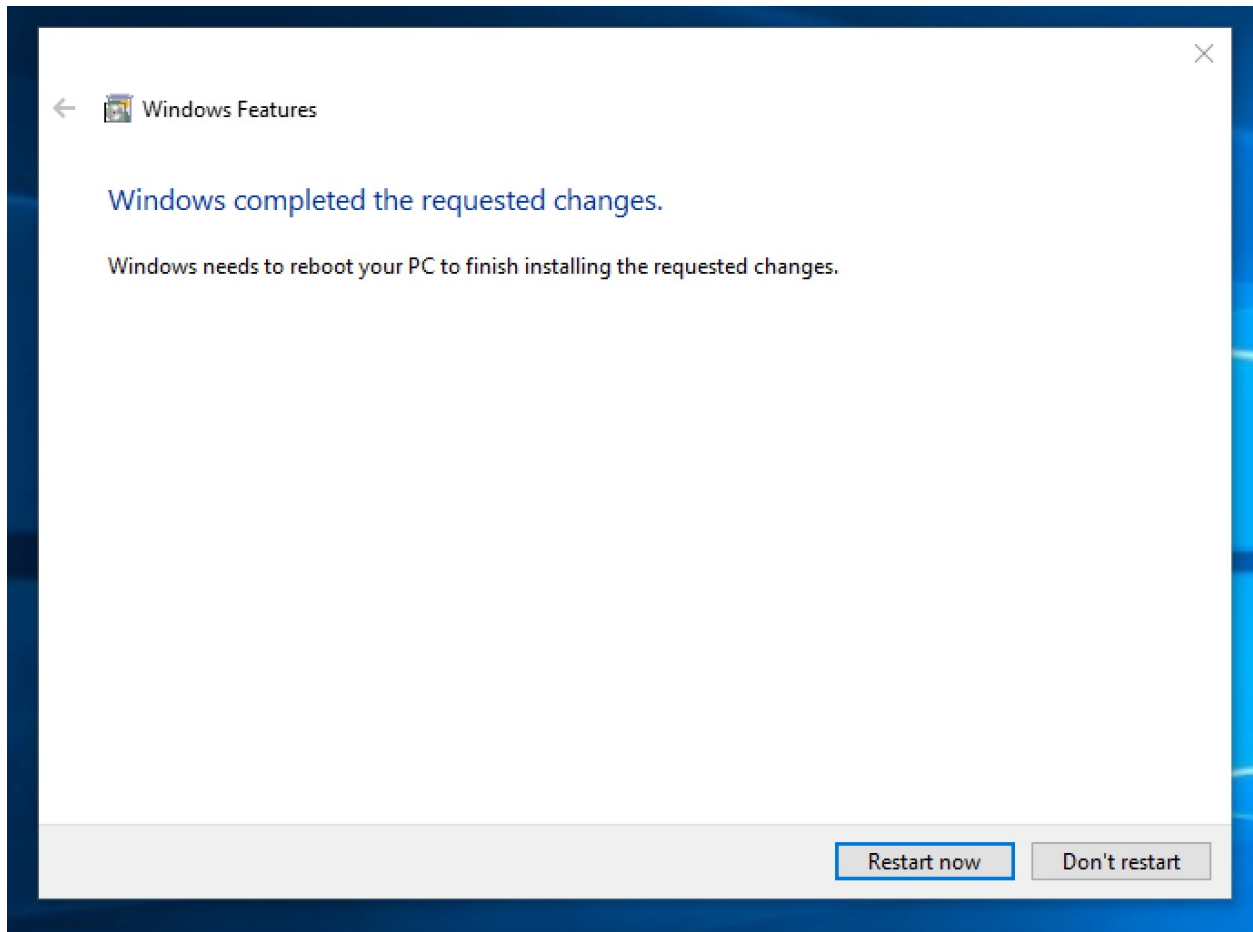 Windows Features
Windows completed the requested changes.
Windows needs to reboot your PC to finish installing the requested changes.
Restart now
Don't restart